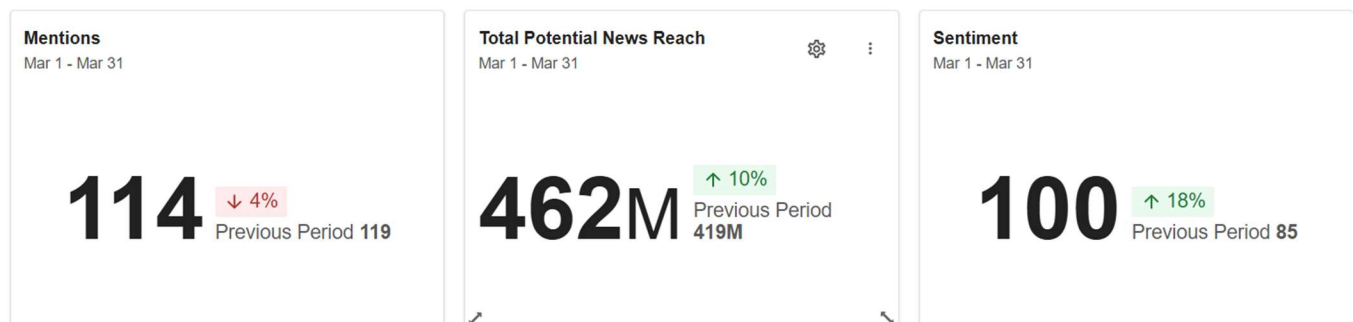 Mentions
Mar 1 - Mar 31
114
↓ 4%
Previous Period 119
Total Potential News Reach
Mar 1 - Mar 31
462M
↑ 10%
Previous Period
419M
Sentiment
Mar 1 - Mar 31
100
↑ 18%
Previous Period 85